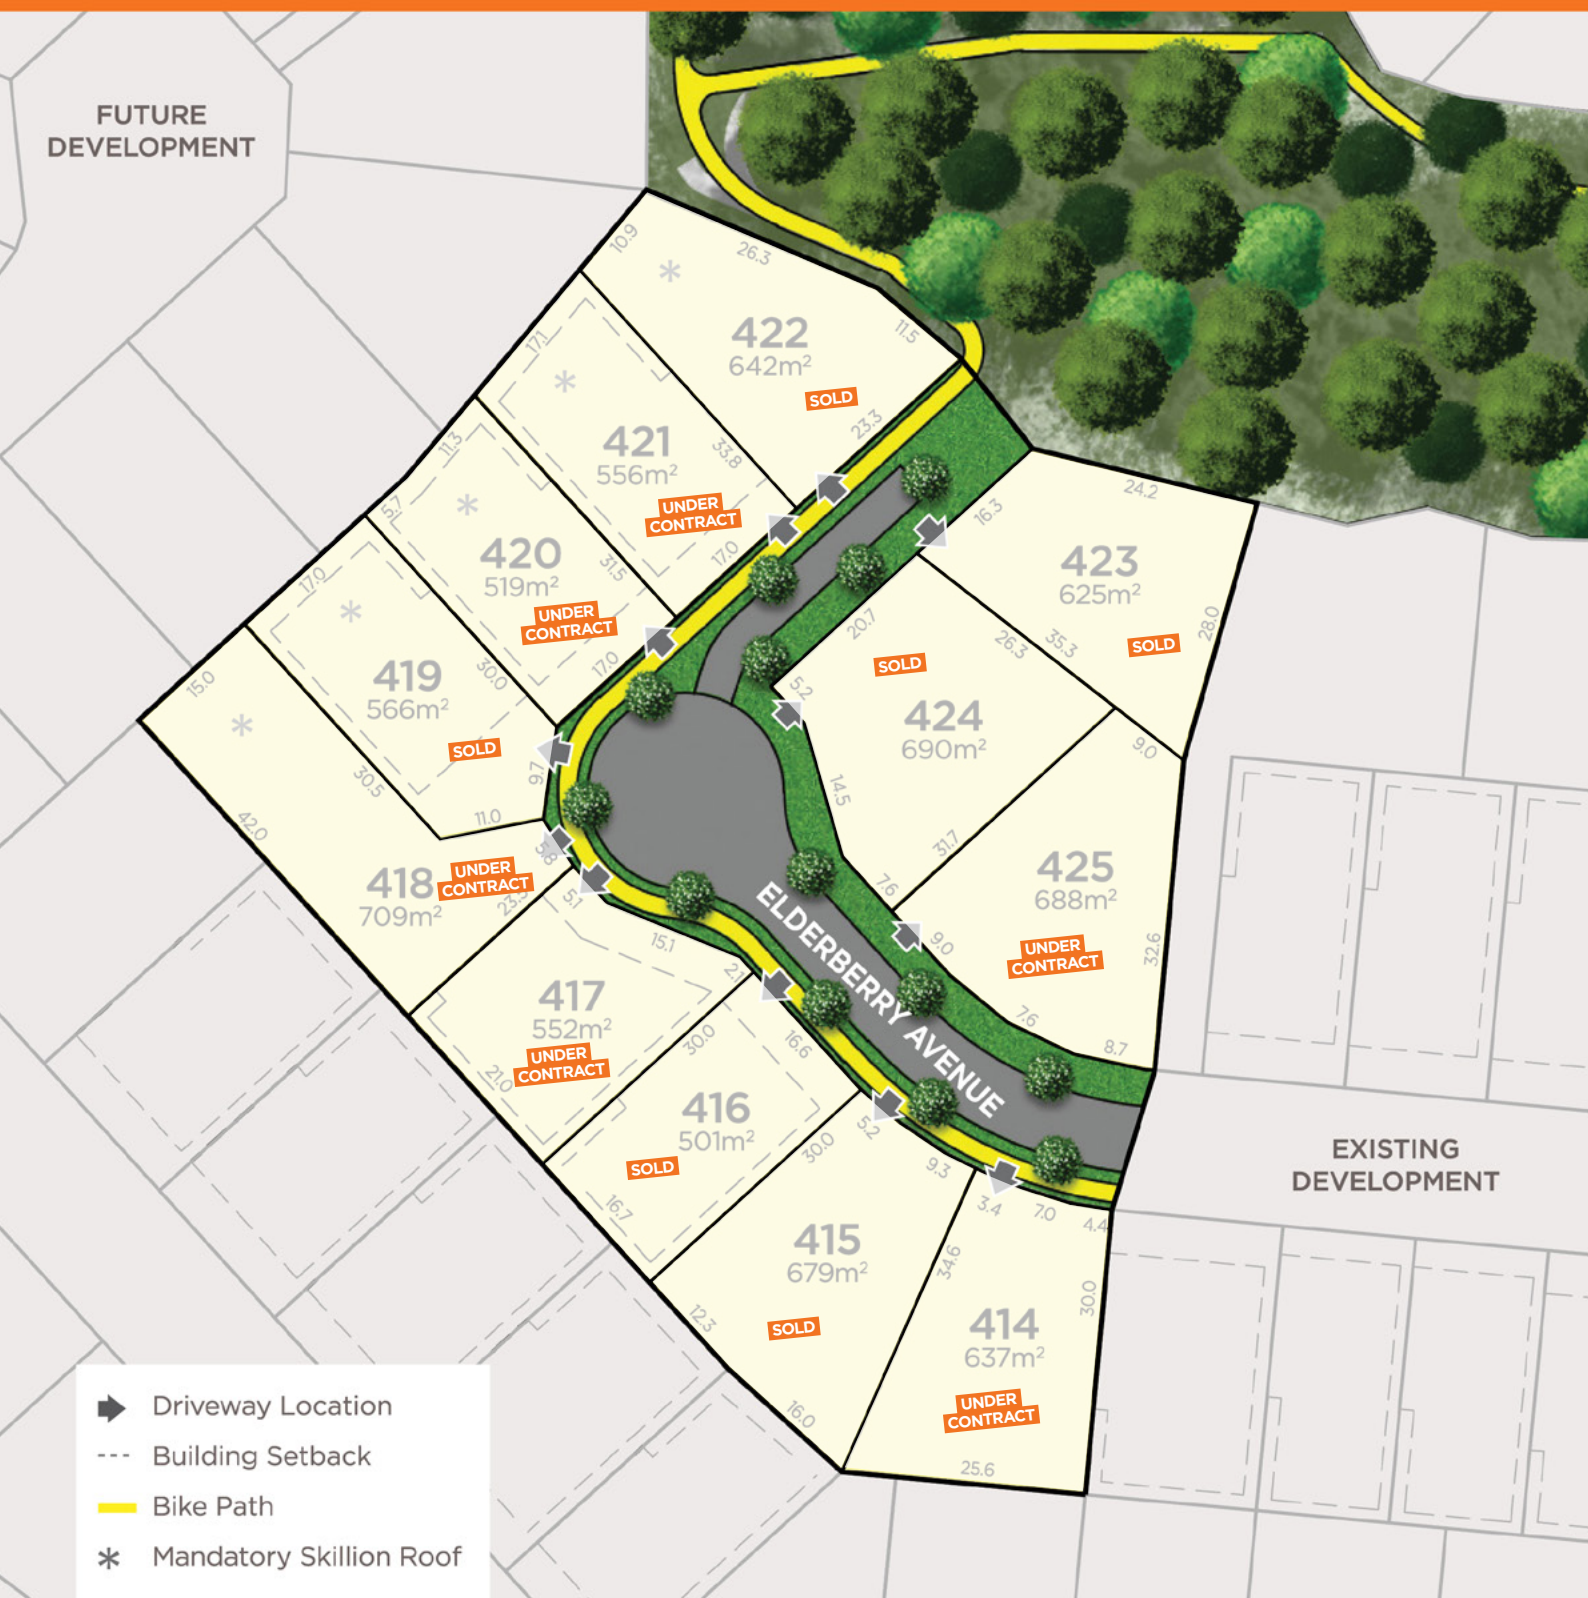 FUTURE
DEVELOPMENT
10.9
26.3
11.5
422
642m²
SOLD
23.3
17.1
421
556m²
33.8
UNDER
CONTRACT
17.0
11.3
5.7
420
519m²
31.5
UNDER
CONTRACT
17.0
17.0
419
566m²
30.0
SOLD
9.7
11.0
15.0
30.5
42.0
418
709m²
UNDER
CONTRACT
5.8
5.1
15.1
2.1
417
552m²
UNDER
CONTRACT
21.0
30.0
16.6
416
501m²
SOLD
16.7
30.0
5.2
9.3
415
679m²
SOLD
12.3
16.0
34.6
3.4
7.0
4.4
414
637m²
UNDER
CONTRACT
30.0
25.6
24.2
16.3
423
625m²
SOLD
28.0
35.3
26.3
20.7
SOLD
5.2
424
690m²
14.5
9.0
31.7
7.6
425
688m²
UNDER
CONTRACT
32.6
9.0
7.6
8.7
ELDERBERRY AVENUE
EXISTING
DEVELOPMENT
Driveway Location
Building Setback
Bike Path
Mandatory Skillion Roof